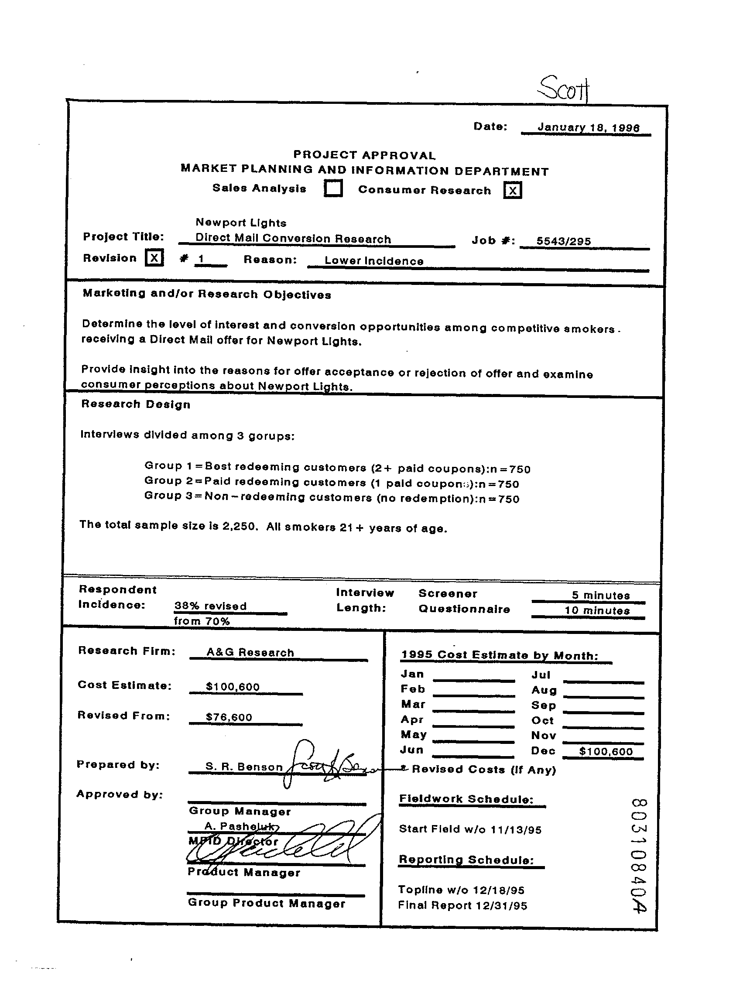 Scott
Date: January 18, 1996
PROJECT APPROVAL
MARKET PLANNING AND INFORMATION DEPARTMENT
Sales Analysis Consumer Research X
Newport Lights
Project Title: Direct Mail Conversion Research Job #: 5543/295
Revision X # 1 Reason: Lower Incidence
Marketing and/or Research Objectives
Determine the level of interest and conversion opportunities among competitive smokers
receiving a Direct Mail offer for Newport Lights.
Provide insight into the reasons for offer acceptance or rejection of offer and examine
consumer perceptions about Newport Lights.
Research Design
Interviews divided among 3 gorups:
Group 1=Best redeeming customers (2+ paid coupons):n=750
Group 2=Paid redeeming customers (1 paid coupons):n=750
Group 3=Non-redeeming customers (no redemption):n=750
The total sample size is 2,250. All smokers 21+ years of age.
Respondent Interview Screener 5 minutes
Incidence: 38% revised Length: Questionnaire 10 minutes
from 70%
Research Firm: A&G Research
Cost Estimate: $100,600
Revised From: $76,600
Prepared by: S. R. Benson
Approved by:
Group Manager
A. Pasheluk
MPID Director
Product Manager
Group Product Manager
1995 Cost Estimate by Month:
Jan Jul
Feb Aug
Mar Sep
Apr Oct
May Nov
Jun Dec $100,600
* Revised Costs (If Any)
Fieldwork Schedule:
Start Field w/o 11/13/95
Reporting Schedule:
Topline w/o 12/18/95
Final Report 12/31/95
80310840A